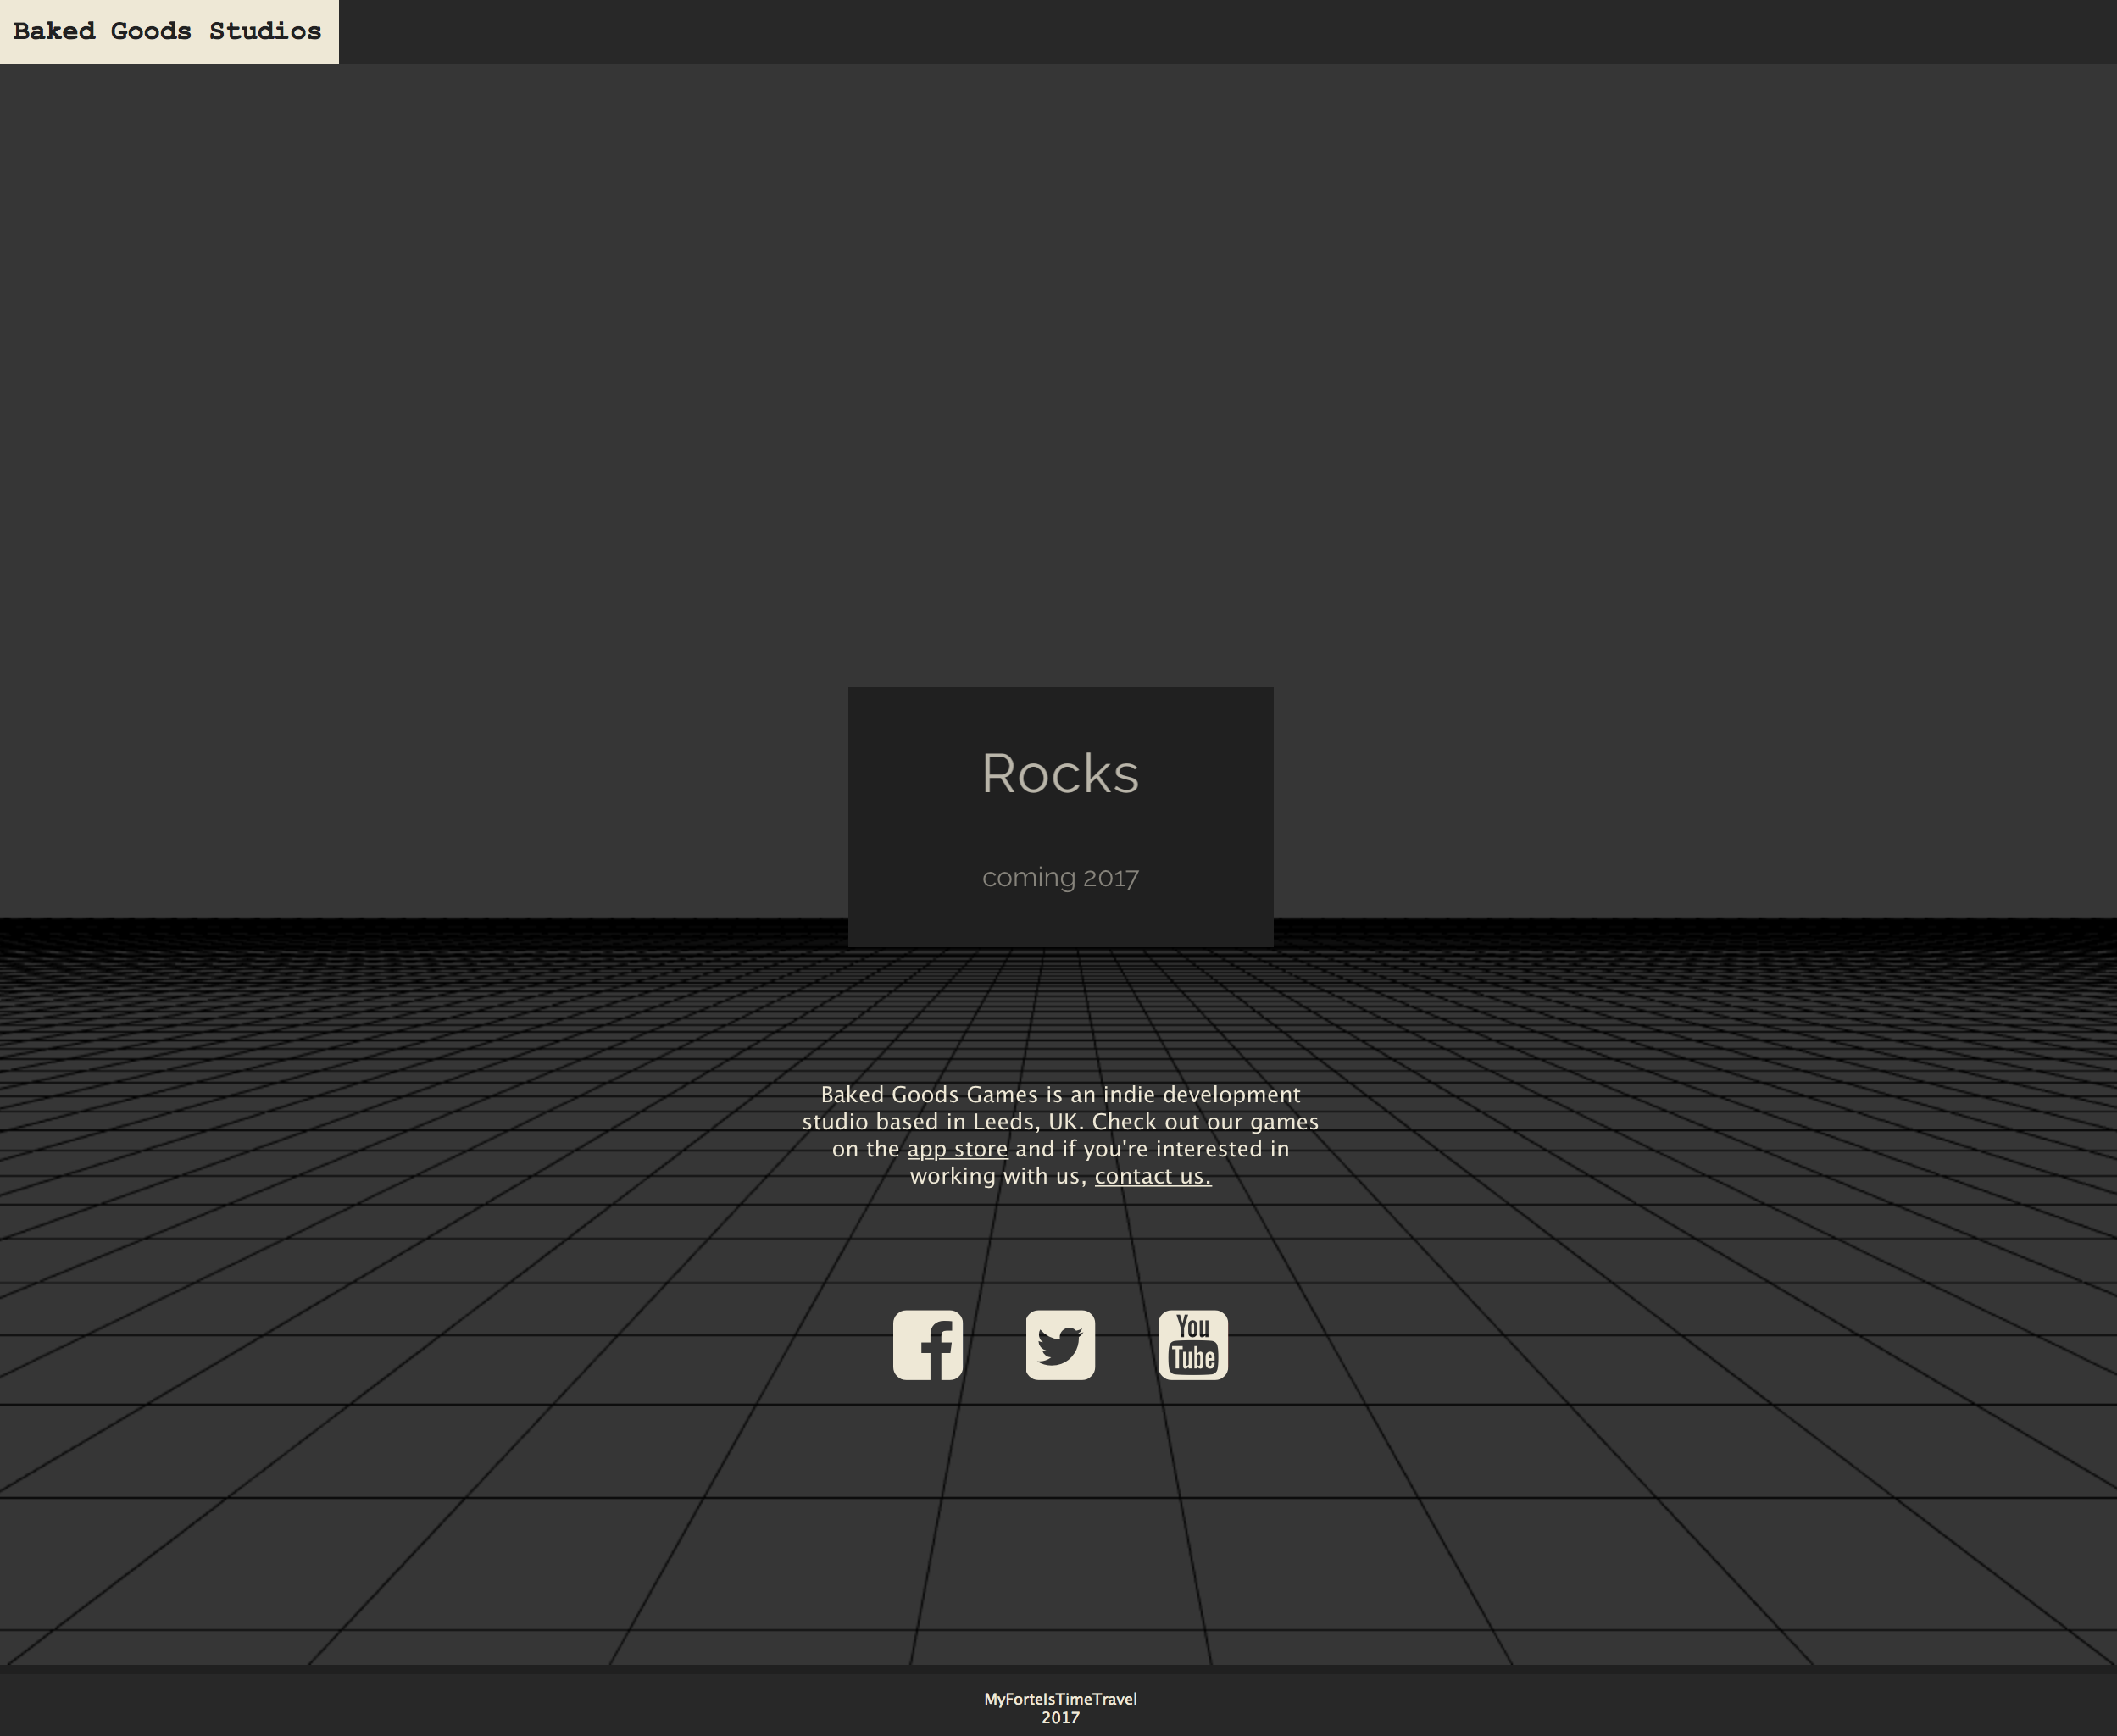 Baked Goods Studios
Rocks
coming 2017
Baked Goods Games is an indie development
studio based in Leeds, UK. Check out our games
on the app store and if you're interested in
working with us, contact us.
You
Tube
MyForteIsTimeTravel
2017